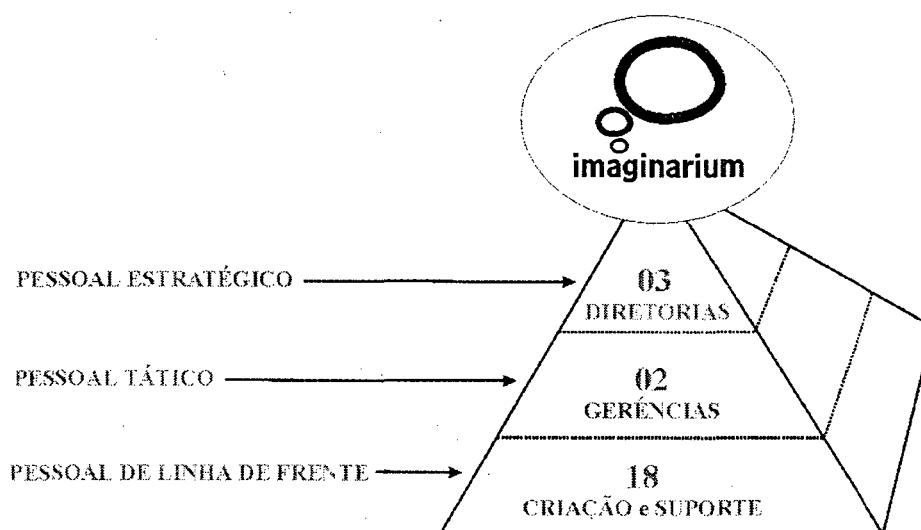 imaginarium
PESSOAL ESTRATÉGICO
03
DIRETORIAS
PESSOAL TÁTICO
02
GERÊNCIAS
PESSOAL DE LINHA DE FRENTE
18
CRIAÇÃO e SUPORTE